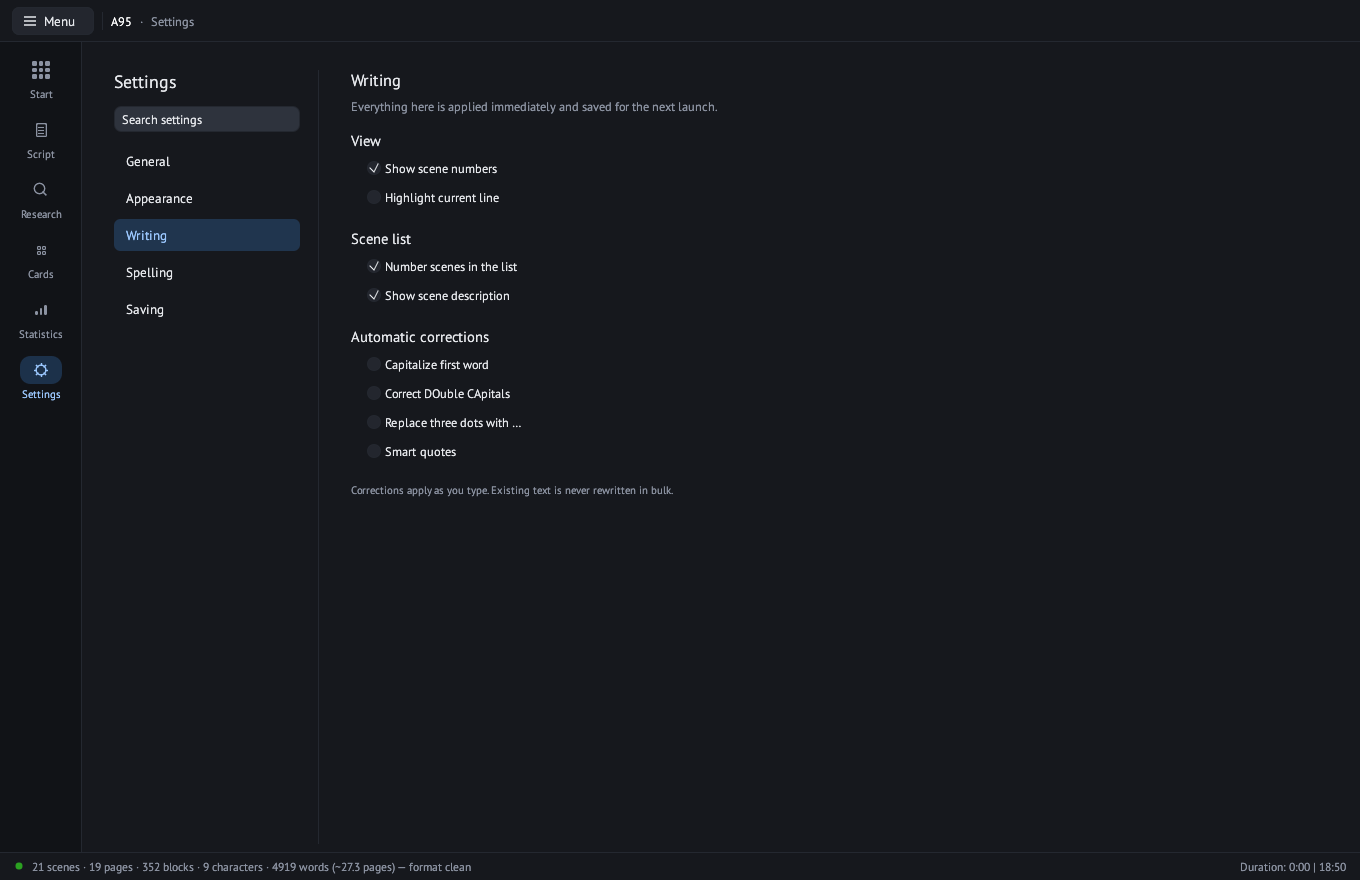 Menu
A95 · Settings
Start
Script
Research
Cards
Statistics
Settings
Settings
Search settings
General
Appearance
Writing
Spelling
Saving
Writing
Everything here is applied immediately and saved for the next launch.
View
Show scene numbers
Highlight current line
Scene list
Number scenes in the list
Show scene description
Automatic corrections
Capitalize first word
Correct DOuble CApitals
Replace three dots with …
Smart quotes
Corrections apply as you type. Existing text is never rewritten in bulk.
21 scenes · 19 pages · 352 blocks · 9 characters · 4919 words (~27.3 pages) — format clean
Duration: 0:00 | 18:50